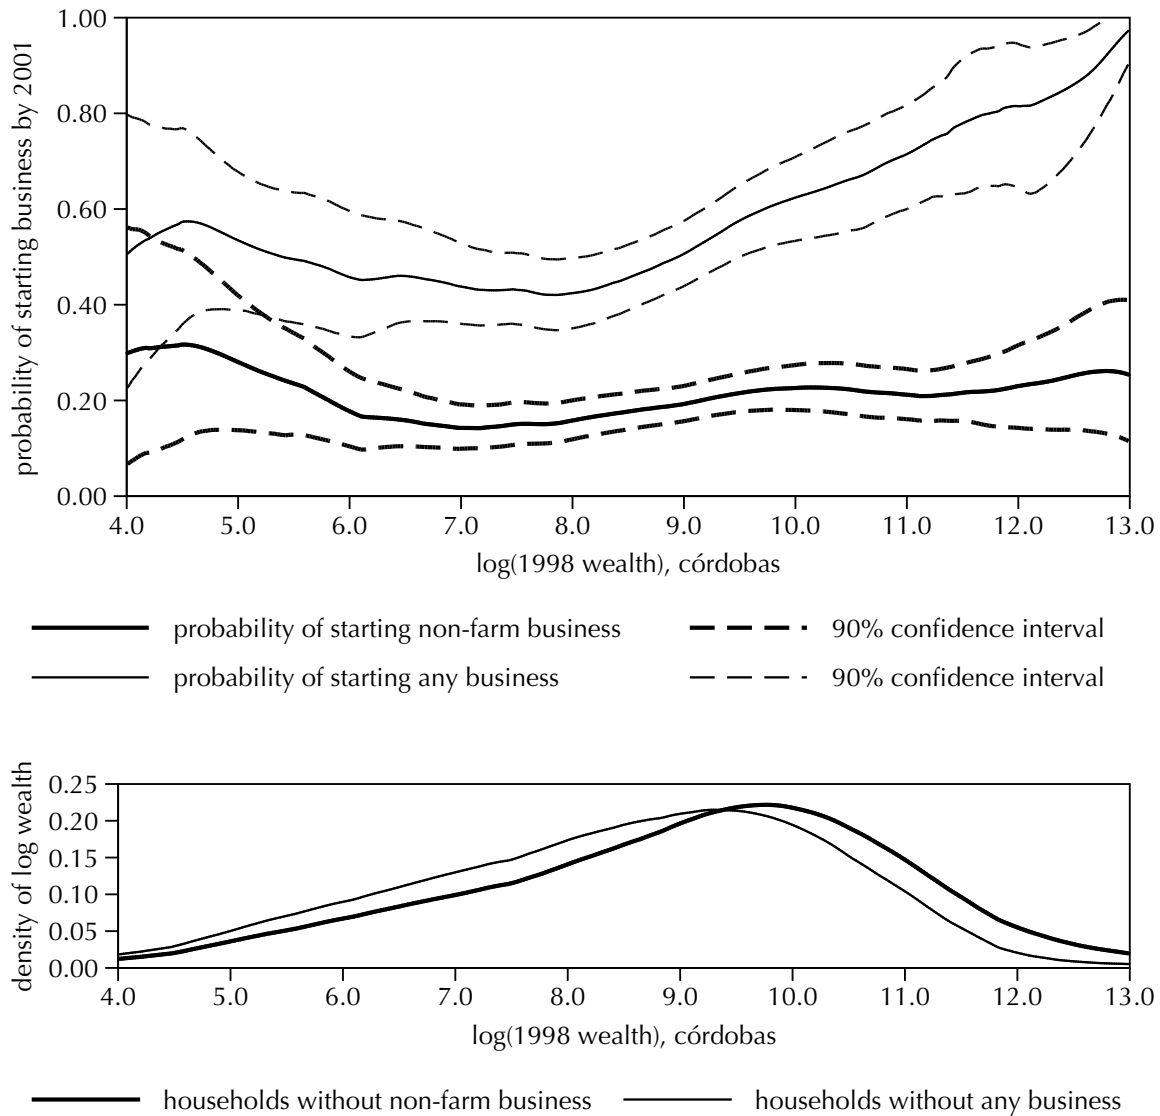 probability of starting business by 2001
1.00
0.80
0.60
0.40
0.20
0.00
4.0 5.0 6.0 7.0 8.0 9.0 10.0 11.0 12.0 13.0
log(1998 wealth), córdobas
probability of starting non-farm business 90% confidence interval
probability of starting any business 90% confidence interval
density of log wealth
0.25
0.20
0.15
0.10
0.05
0.00
4.0 5.0 6.0 7.0 8.0 9.0 10.0 11.0 12.0 13.0
log(1998 wealth), córdobas
households without non-farm business households without any business